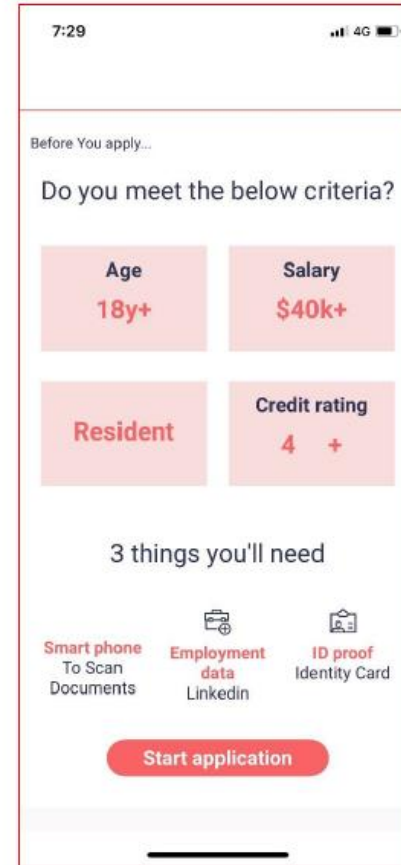 7:29
4G
Before You apply...
Do you meet the below criteria?
Age
18y+
Salary
$40k+
Resident
Credit rating
4 +
3 things you'll need
Smart phone
To Scan
Documents
Employment
data
Linkedin
ID proof
Identity Card
Start application